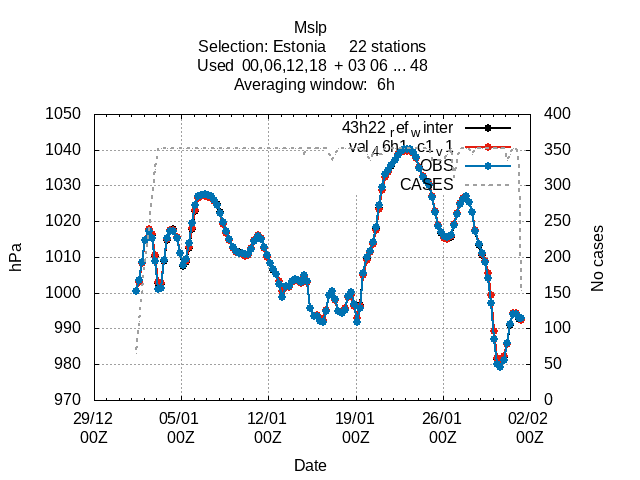 Mslp
Selection: Estonia 22 stations
Used 00,06,12,18 + 03 06 ... 48
Averaging window: 6h
1050
1040
1030
1020
1010
1000
990
980
970
hPa
400
350
300
250
200
150
100
50
0
No cases
43h22refwinter
val46h1c1v1
OBS
CASES
29/12 05/01 12/01 19/01 26/01 02/02
00Z 00Z 00Z 00Z 00Z 00Z
Date